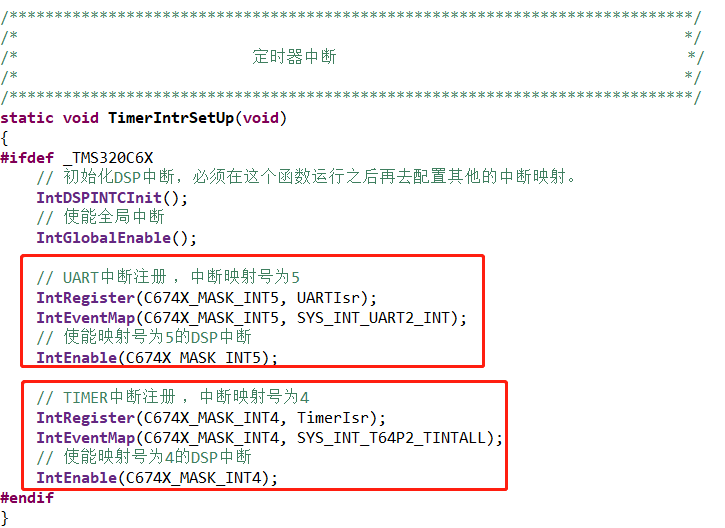 /***************************************************************************/
/*                                                                         */
/*                          定时器中断                                      */
/*                                                                         */
/***************************************************************************/
static void TimerIntrSetUp(void)
{
#ifdef _TMS320C6X
    // 初始化DSP中断，必须在这个函数运行之后再去配置其他的中断映射。
    IntDSPINTCInit();
    // 使能全局中断
    IntGlobalEnable();

    // UART中断注册 ，中断映射号为5
    IntRegister(C674X_MASK_INT5, UARTIsr);
    IntEventMap(C674X_MASK_INT5, SYS_INT_UART2_INT);
    // 使能映射号为5的DSP中断
    IntEnable(C674X_MASK_INT5);

    // TIMER中断注册 ，中断映射号为4
    IntRegister(C674X_MASK_INT4, TimerIsr);
    IntEventMap(C674X_MASK_INT4, SYS_INT_T64P2_TINTALL);
    // 使能映射号为4的DSP中断
    IntEnable(C674X_MASK_INT4);
#endif
}